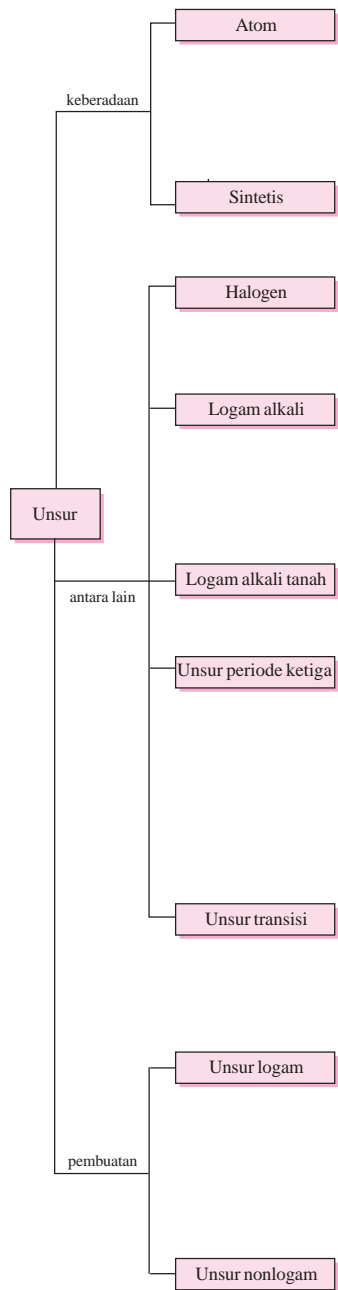 Atom
keberadaan
Sintetis
Halogen
Logam alkali
Unsur
Logam alkali tanah
antara lain
Unsur periode ketiga
Unsur transisi
Unsur logam
pembuatan
Unsur nonlogam